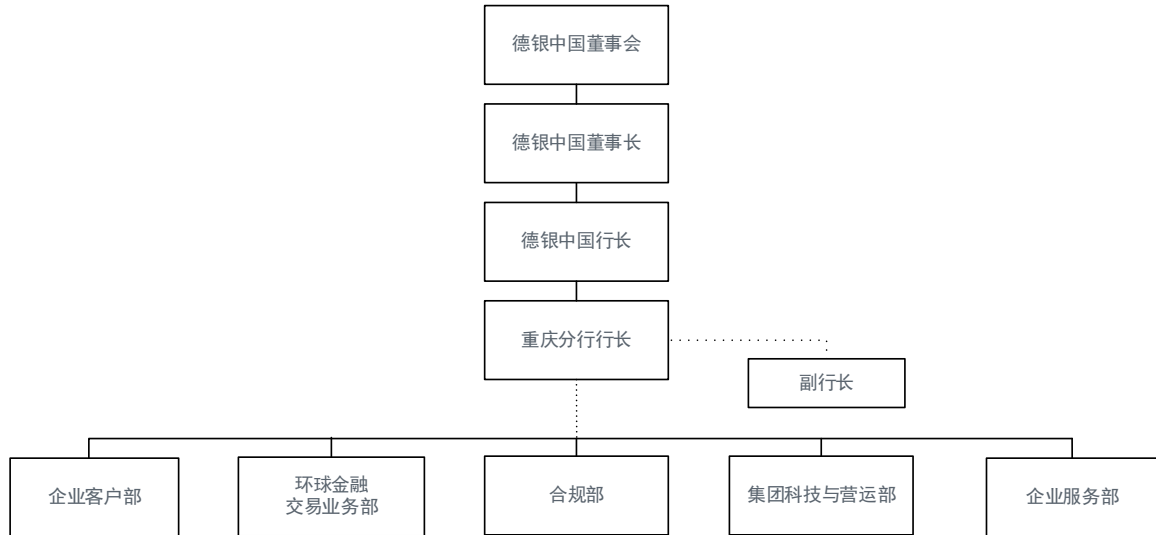 德银中国董事会
德银中国董事长
德银中国行长
重庆分行行长
副行长
企业客户部
环球金融
交易业务部
合规部
集团科技与营运部
企业服务部